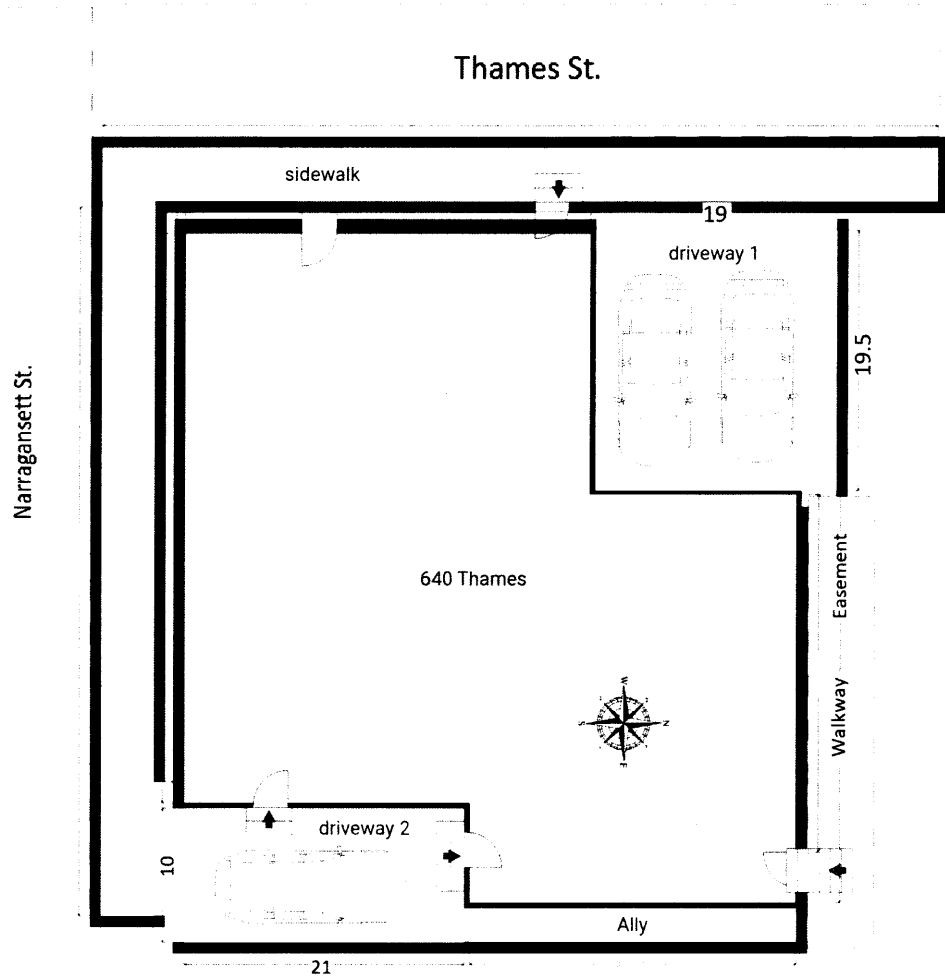 Thames St.
sidewalk
19
driveway 1
19.5
Narragansett St.
640 Thames
Easement
Walkway
W
S
N
E
driveway 2
10
Ally
21